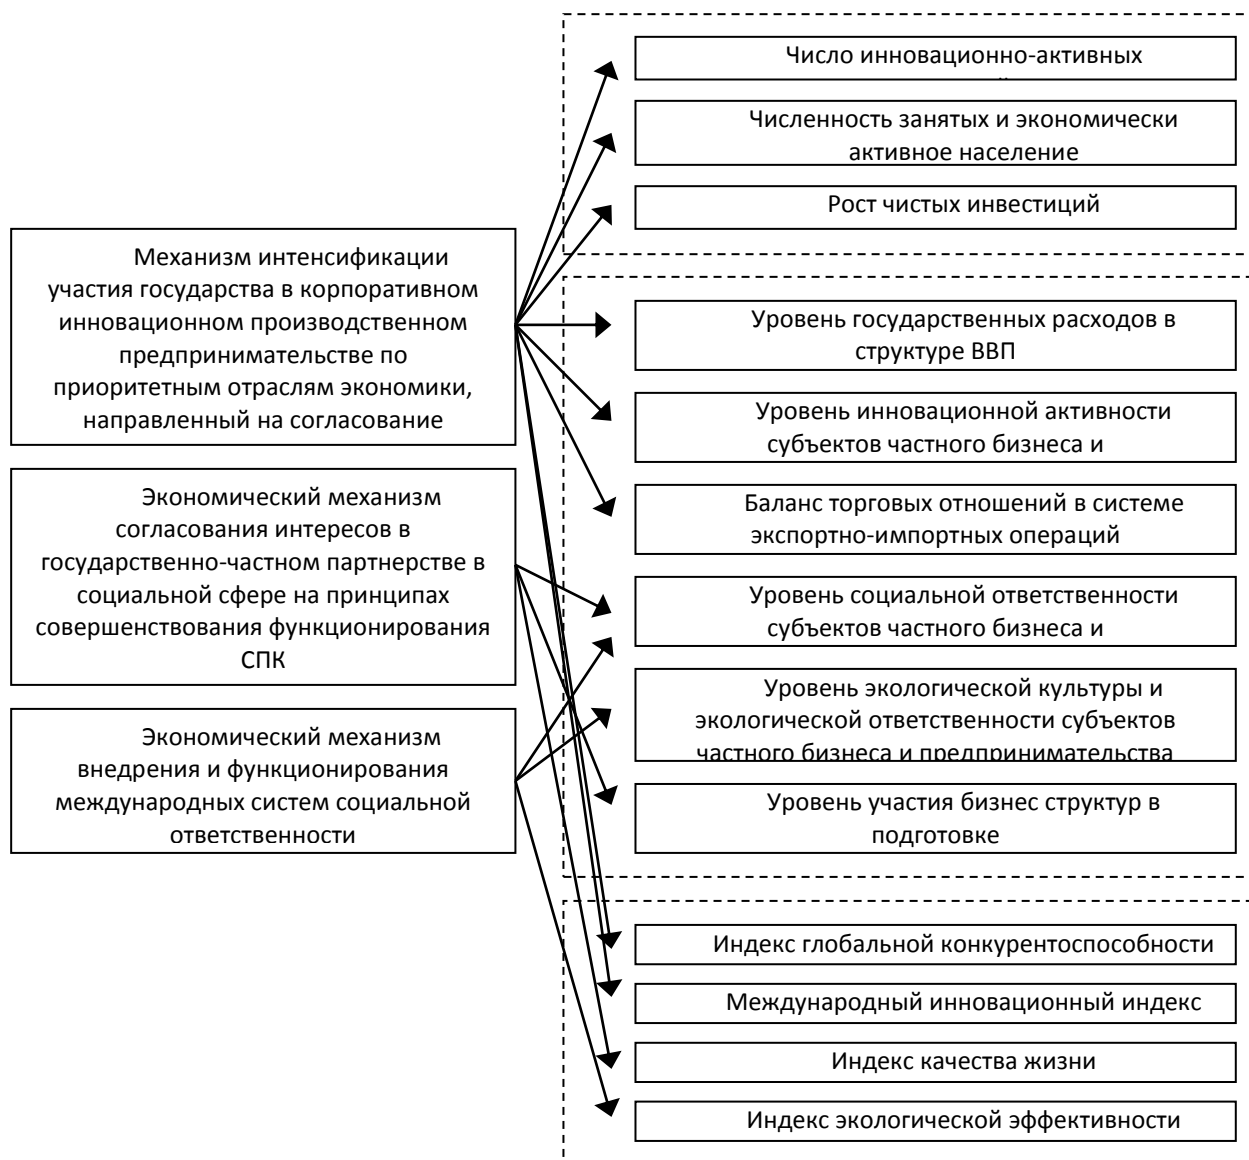 Механизм интенсификации
участия государства в корпоративном
инновационном производственном
предпринимательстве по
приоритетным отраслям экономики,
направленный на согласование
Экономический механизм
согласования интересов в
государственно-частном партнерстве в
социальной сфере на принципах
совершенствования функционирования
СПК
Экономический механизм
внедрения и функционирования
международных систем социальной
ответственности
Число инновационно-активных
Численность занятых и экономически
активное население
Рост чистых инвестиций
Уровень государственных расходов в
структуре ВВП
Уровень инновационной активности
субъектов частного бизнеса и
Баланс торговых отношений в системе
экспортно-импортных операций
Уровень социальной ответственности
субъектов частного бизнеса и
Уровень экологической культуры и
экологической ответственности субъектов
частного бизнеса и предпринимательства
Уровень участия бизнес структур в
подготовке
Индекс глобальной конкурентоспособности
Международный инновационный индекс
Индекс качества жизни
Индекс экологической эффективности